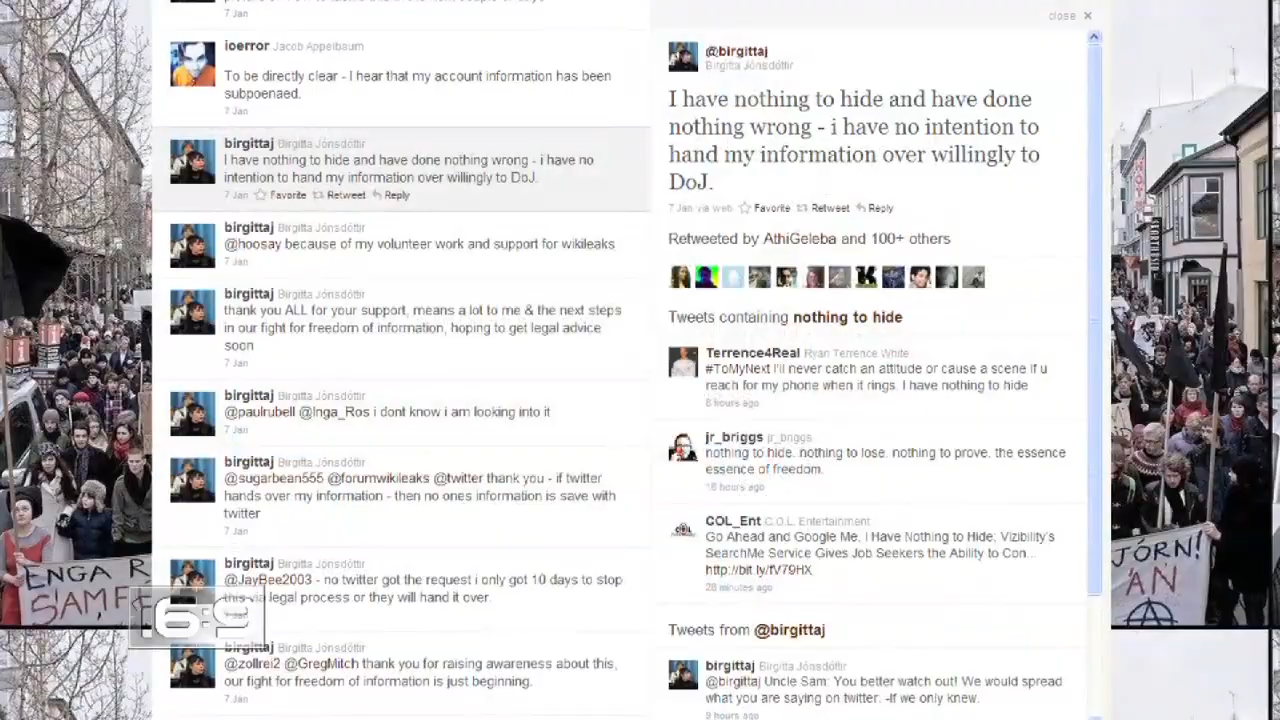 7 Jan
ioerror Jacob Appelbaum
To be directly clear - I hear that my account information has been
subpoenaed.
7 Jan
birgittaj Birgitta Jónsdóttir
I have nothing to hide and have done nothing wrong - i have no
intention to hand my information over willingly to DoJ.
7 Jan Favorite Retweet Reply
birgittaj Birgitta Jónsdóttir
@hoosay because of my volunteer work and support for wikileaks
7 Jan
birgittaj Birgitta Jónsdóttir
thank you ALL for your support, means a lot to me & the next steps
in our fight for freedom of information, hoping to get legal advice
soon
7 Jan
birgittaj Birgitta Jónsdóttir
@paulrubell @Inga_Ros i dont know i am looking into it
7 Jan
birgittaj Birgitta Jónsdóttir
@sugarbean555 @forumwikileaks @twitter thank you - if twitter
hands over my information - then no ones information is save with
twitter
7 Jan
birgittaj Birgitta Jónsdóttir
@JayBee2003 - no twitter got the request i only got 10 days to stop
this via legal process or they will hand it over.
birgittaj Birgitta Jónsdóttir
@zollrei2 @GregMitch thank you for raising awareness about this,
our fight for freedom of information is just beginning.
7 Jan
close ×
@birgittaj
Birgitta Jónsdóttir
I have nothing to hide and have done
nothing wrong - i have no intention to
hand my information over willingly to
DoJ.
7 Jan via web Favorite Retweet Reply
Retweeted by AthiGeleba and 100+ others
Tweets containing nothing to hide
Terrence4Real Ryan Terrence White
#ToMyNext I'll never catch an attitude or cause a scene if u
reach for my phone when it rings. I have nothing to hide
8 hours ago
jr_briggs jr_briggs
nothing to hide. nothing to lose. nothing to prove. the essence
essence of freedom.
16 hours ago
COL_Ent C.O.L. Entertainment
Go Ahead and Google Me, I Have Nothing to Hide; Vizibility's
SearchMe Service Gives Job Seekers the Ability to Con...
http://bit.ly/fV79HX
28 minutes ago
Tweets from @birgittaj
birgittaj Birgitta Jónsdóttir
@birgittaj Uncle Sam: You better watch out! We would spread
what you are saying on twitter. -If we only knew.
9 hours ago
ENGA R
SAMF
JÓRN!
16:9